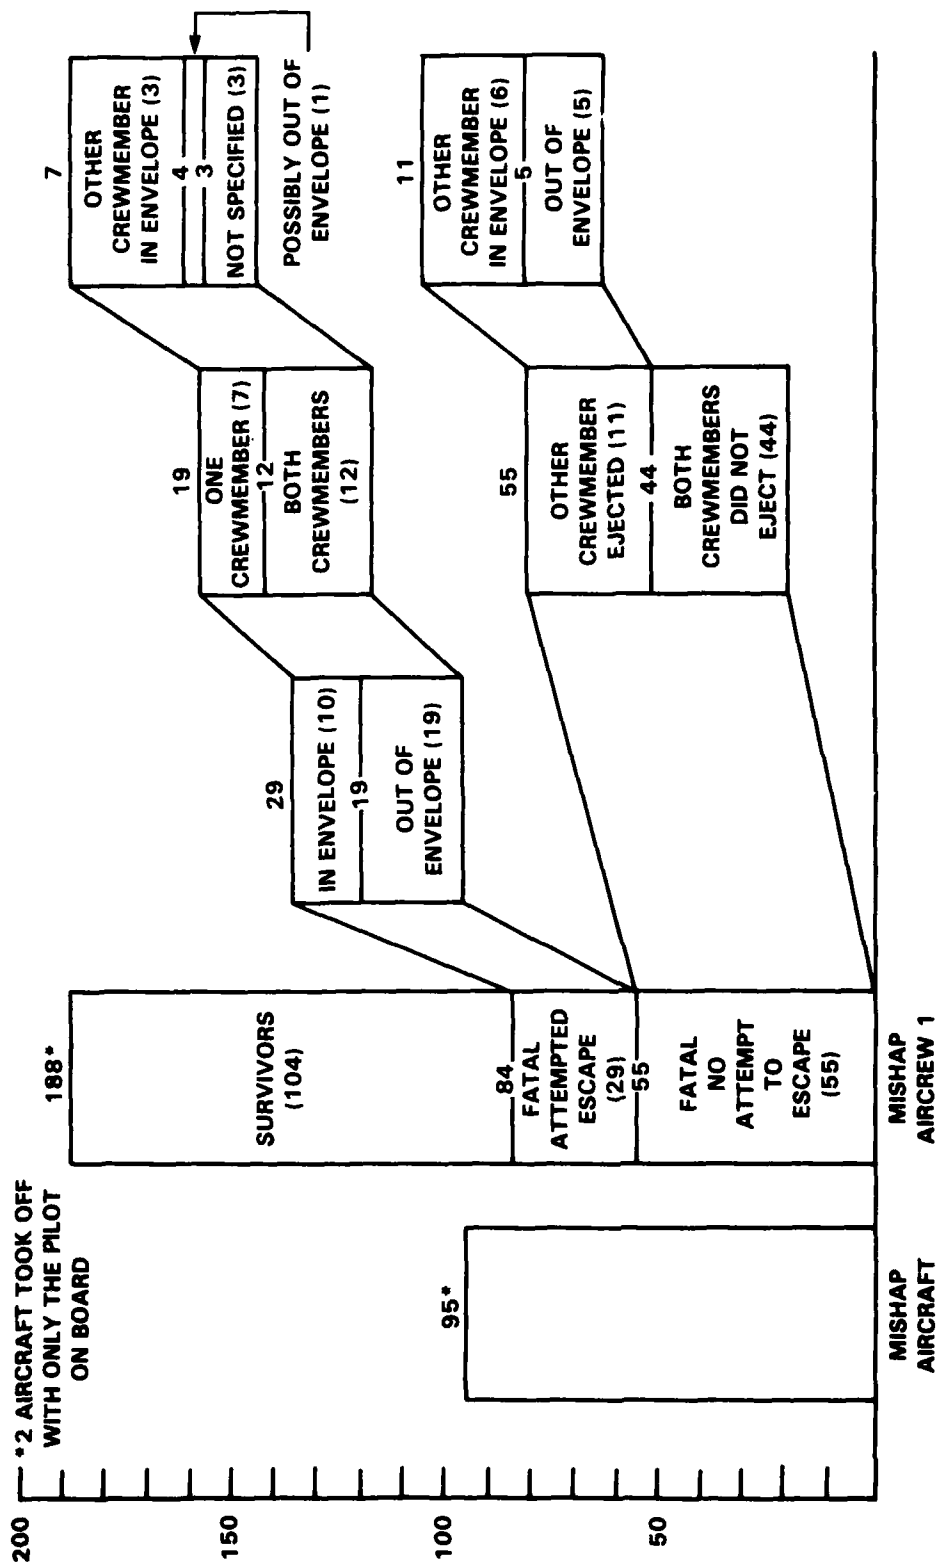 *2 AIRCRAFT TOOK OFF
WITH ONLY THE PILOT
ON BOARD
200
150
100
50
95*
MISHAP
AIRCRAFT
188*
SURVIVORS
(104)
84
FATAL
ATTEMPTED
ESCAPE
(29)
55
FATAL
NO
ATTEMPT
TO
ESCAPE
(55)
MISHAP
AIRCREW 1
29
IN ENVELOPE (10)
19
OUT OF
ENVELOPE (19)
19
ONE
CREWMEMBER (7)
12
BOTH
CREWMEMBERS
(12)
55
OTHER
CREWMEMBER
EJECTED (11)
44
BOTH
CREWMEMBERS
DID NOT
EJECT (44)
7
OTHER
CREWMEMBER
IN ENVELOPE (3)
4
3
NOT SPECIFIED (3)
POSSIBLY OUT OF
ENVELOPE (1)
11
OTHER
CREWMEMBER
IN ENVELOPE (6)
5
OUT OF
ENVELOPE (5)